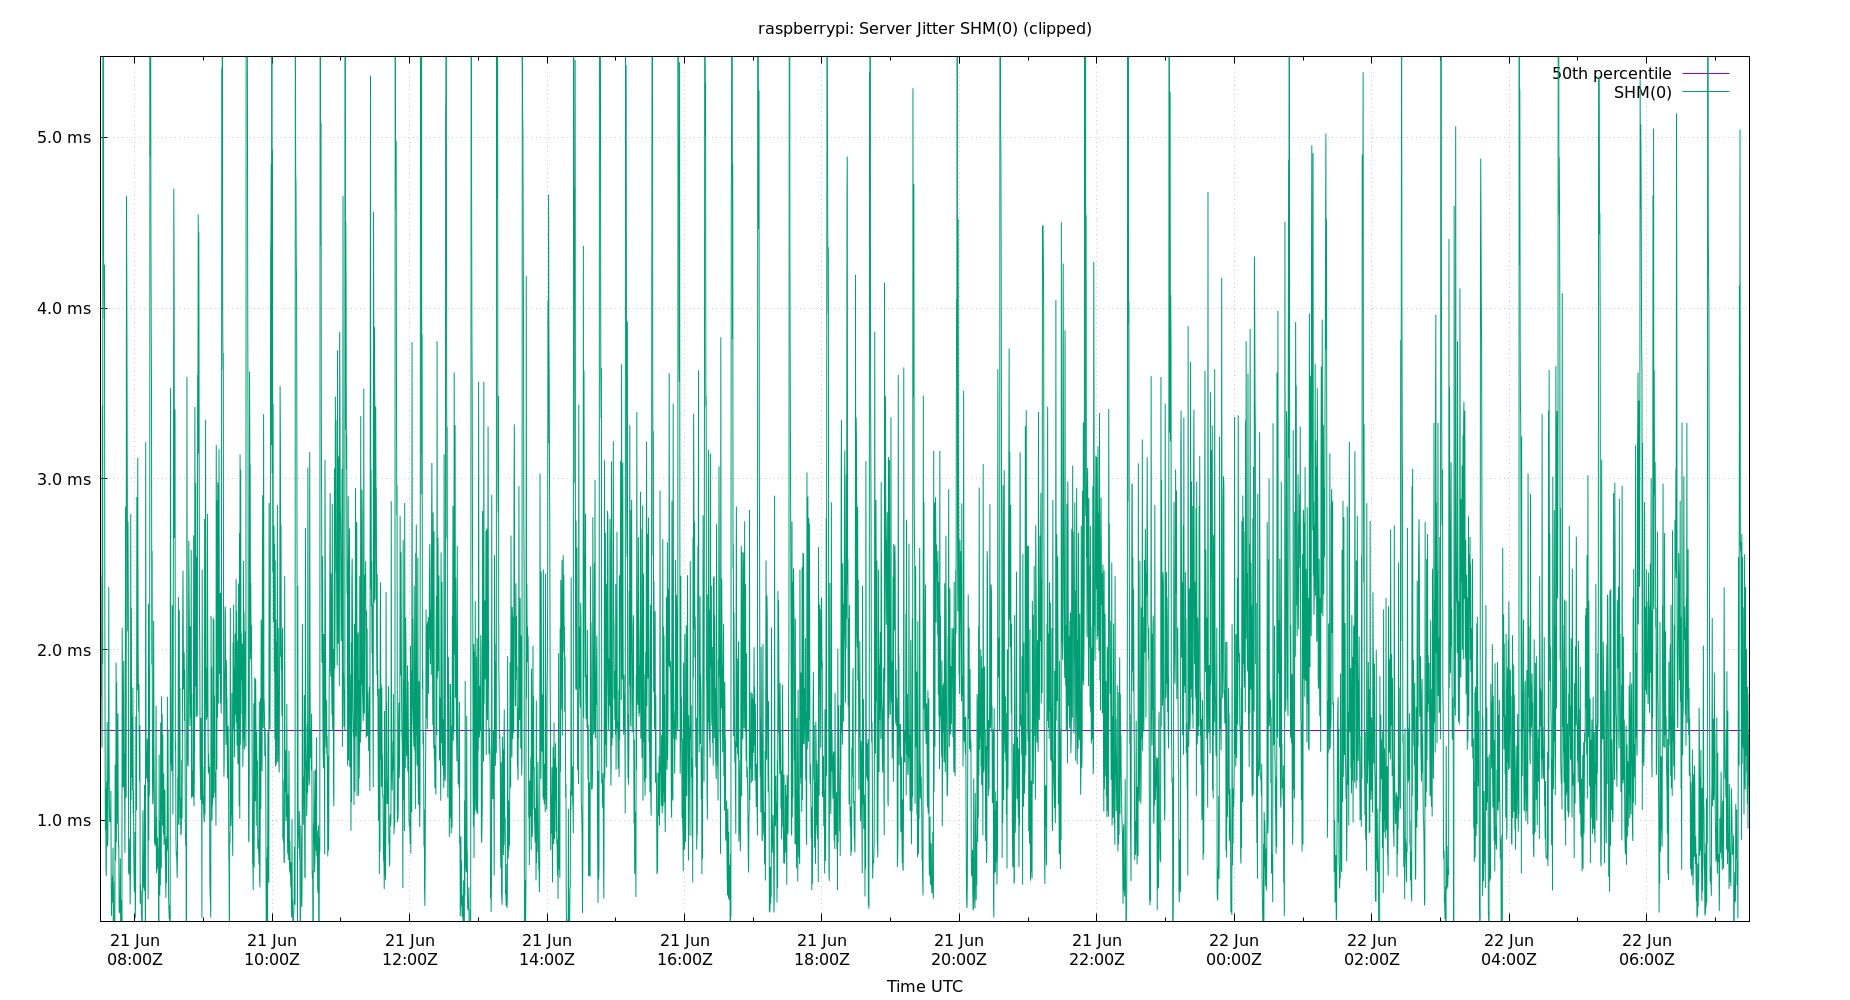 raspberrypi: Server Jitter SHM(0) (clipped)
50th percentile
SHM(0)
5.0 ms
4.0 ms
3.0 ms
2.0 ms
1.0 ms
21 Jun 21 Jun 21 Jun 21 Jun 21 Jun 21 Jun 21 Jun 21 Jun 22 Jun 22 Jun 22 Jun 22 Jun
08:00Z 10:00Z 12:00Z 14:00Z 16:00Z 18:00Z 20:00Z 22:00Z 00:00Z 02:00Z 04:00Z 06:00Z
Time UTC